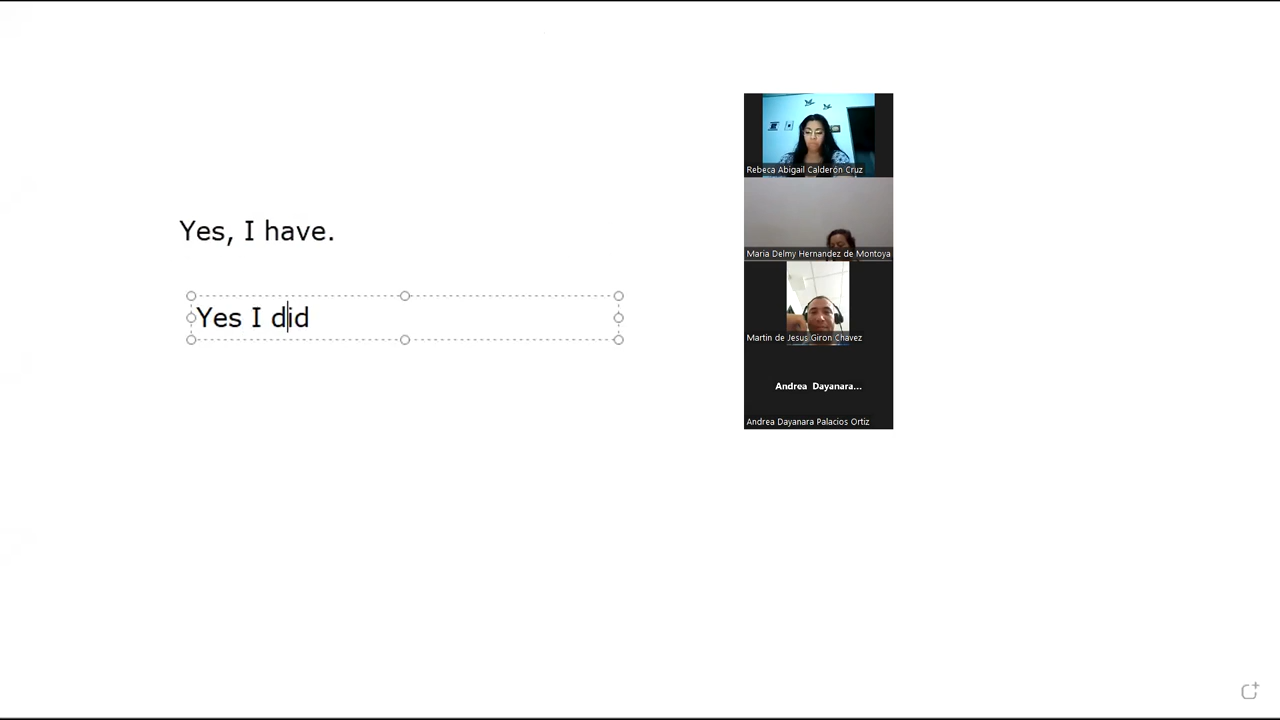 Yes, I have.
Yes I did
Rebeca Abigail Calderón Cruz
Maria Delmy Hernandez de Montoya
Martin de Jesus Giron Chavez
Andrea Dayanara...
Andrea Dayanara Palacios Ortiz